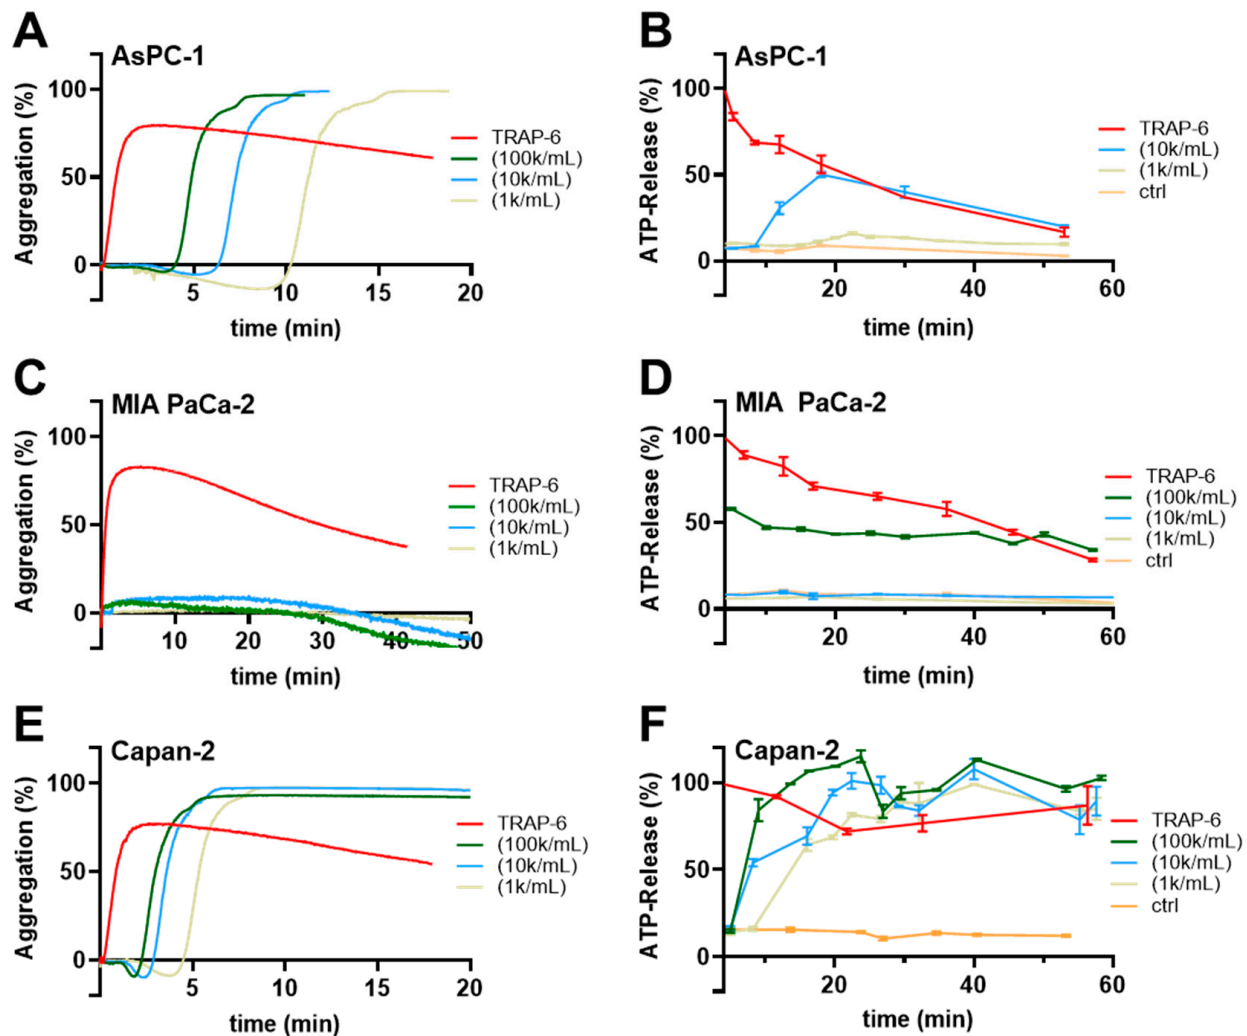 A
AsPC-1
Aggregation (%)
100
50
0
5
10
15
20
time (min)
TRAP-6
(100k/mL)
(10k/mL)
(1k/mL)
B
AsPC-1
ATP-Release (%)
100
50
0
20
40
60
time (min)
TRAP-6
(10k/mL)
(1k/mL)
ctrl
C
MIA PaCa-2
Aggregation (%)
100
50
0
10
20
30
40
50
time (min)
TRAP-6
(100k/mL)
(10k/mL)
(1k/mL)
D
MIA PaCa-2
ATP-Release (%)
100
50
0
20
40
60
time (min)
TRAP-6
(100k/mL)
(10k/mL)
(1k/mL)
ctrl
E
Capan-2
Aggregation (%)
100
50
0
5
10
15
20
time (min)
TRAP-6
(100k/mL)
(10k/mL)
(1k/mL)
F
Capan-2
ATP-Release (%)
100
50
0
20
40
60
time (min)
TRAP-6
(100k/mL)
(10k/mL)
(1k/mL)
ctrl